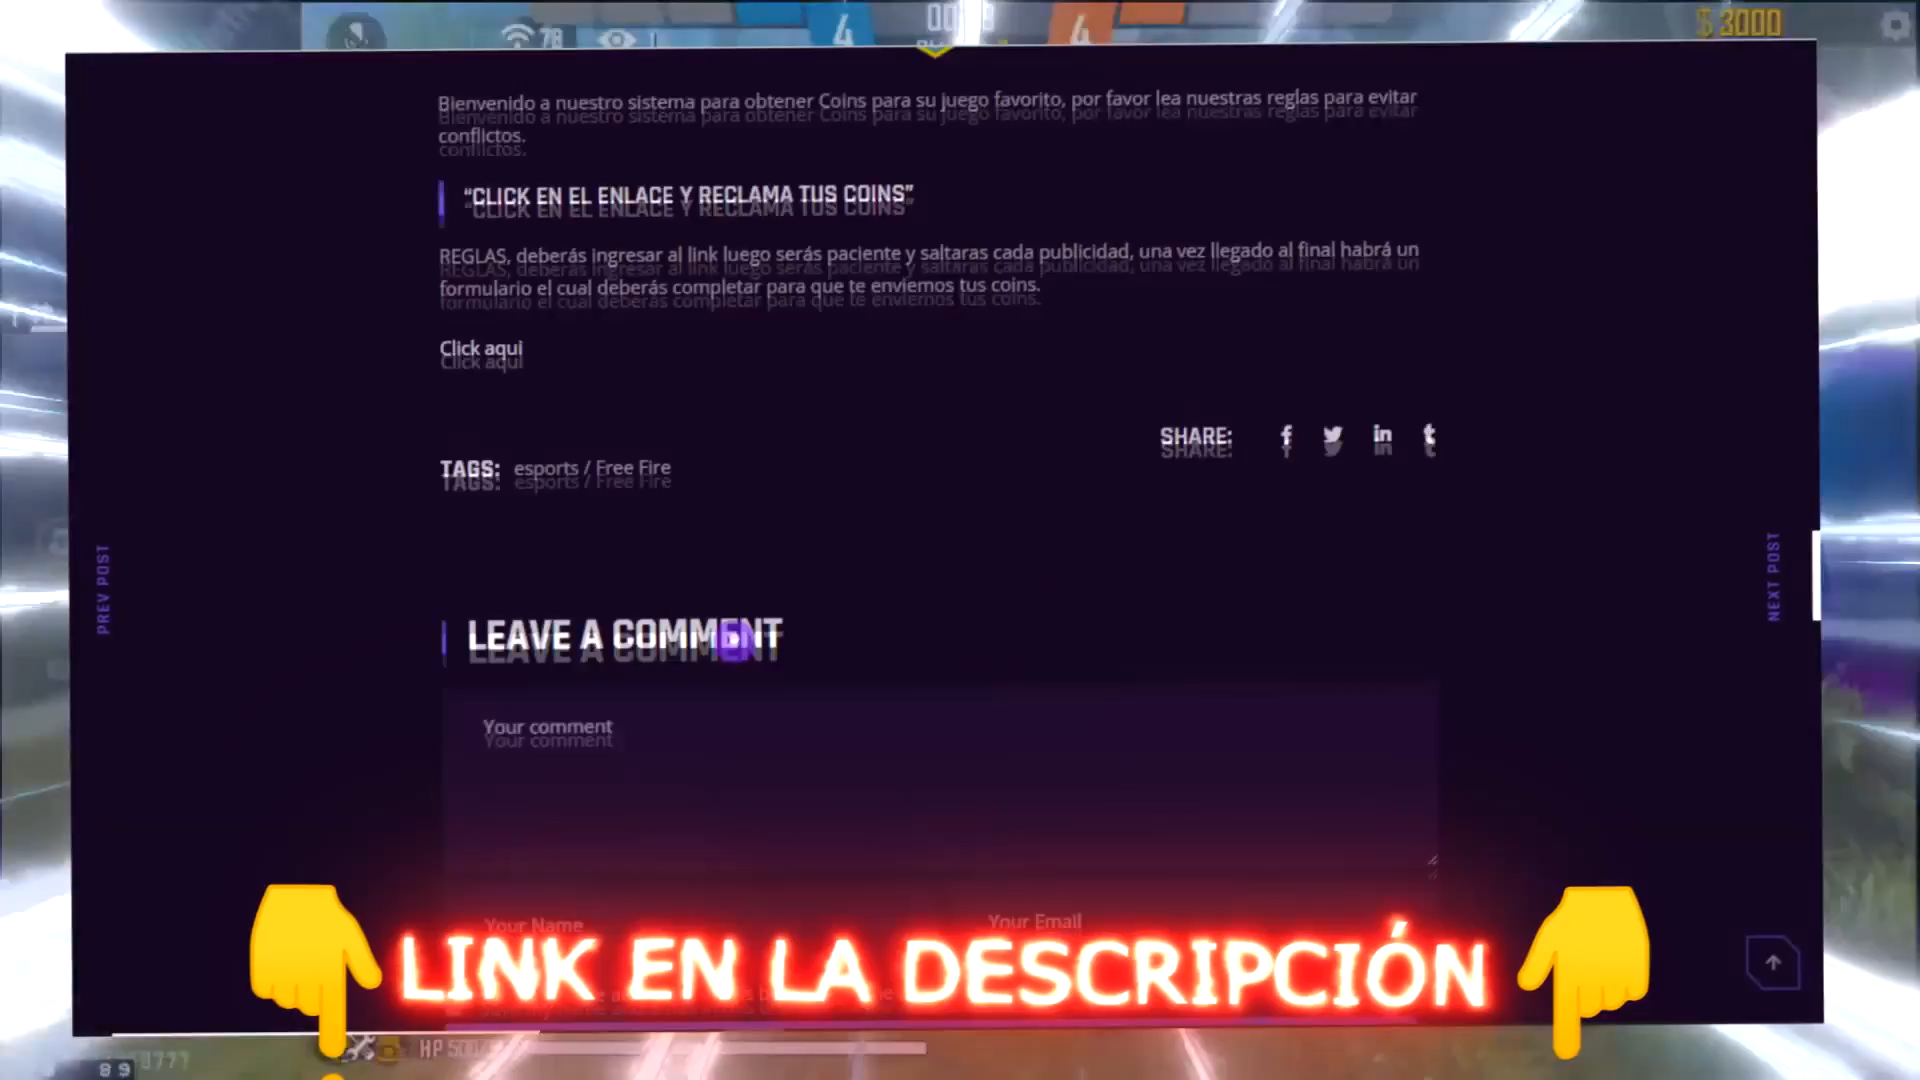 78
4
4
$ 3000
Bienvenido a nuestro sistema para obtener Coins para su juego favorito, por favor lea nuestras reglas para evitar
conflictos.
“CLICK EN EL ENLACE Y RECLAMA TUS COINS”
REGLAS, deberás ingresar al link luego serás paciente y saltaras cada publicidad, una vez llegado al final habrá un
formulario el cual deberás completar para que te enviemos tus coins.
Click aqui
SHARE:
TAGS: esports / Free Fire
PREV POST
NEXT POST
LEAVE A COMMENT
Your comment
Your Name
Your Email
LINK EN LA DESCRIPCIÓN
HP